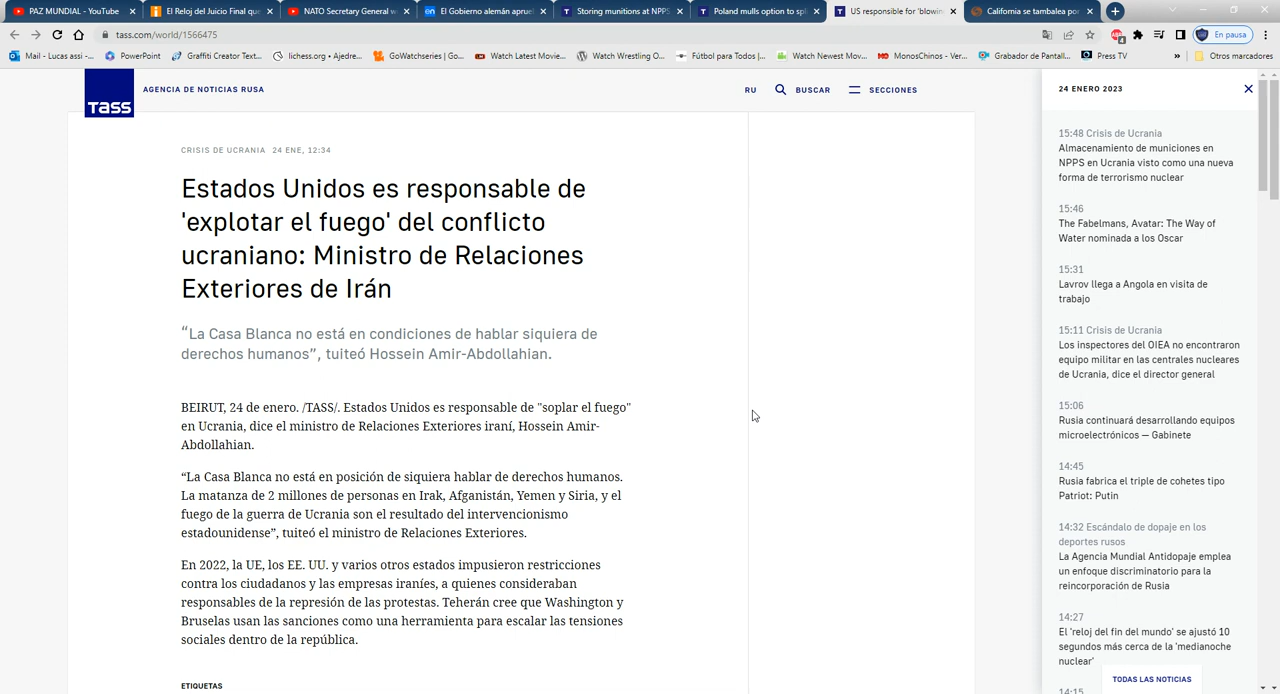 PAZ MUNDIAL - YouTube
El Reloj del Juicio Final que
NATO Secretary General w
El Gobierno alemán aprue
Storing munitions at NPPS
Poland mulls option to spl
US responsible for 'blowin
California se tambalea por
tass.com/world/1566475
En pausa
Mail - Lucas assi -...
PowerPoint
Graffiti Creator Text...
lichess.org • Ajedre...
GoWatchSeries | Go...
Watch Latest Movie...
Watch Wrestling O...
Fútbol para Todos |...
Watch Newest Mov...
MonosChinos - Ver...
Grabador de Pantall...
Press TV
»
Otros marcadores
TASS
AGENCIA DE NOTICIAS RUSA
RU
BUSCAR
SECCIONES
CRISIS DE UCRANIA 24 ENE, 12:34
Estados Unidos es responsable de
'explotar el fuego' del conflicto
ucraniano: Ministro de Relaciones
Exteriores de Irán
“La Casa Blanca no está en condiciones de hablar siquiera de
derechos humanos”, tuiteó Hossein Amir-Abdollahian.
BEIRUT, 24 de enero. /TASS/. Estados Unidos es responsable de "soplar el fuego"
en Ucrania, dice el ministro de Relaciones Exteriores iraní, Hossein Amir-
Abdollahian.
“La Casa Blanca no está en posición de siquiera hablar de derechos humanos.
La matanza de 2 millones de personas en Irak, Afganistán, Yemen y Siria, y el
fuego de la guerra de Ucrania son el resultado del intervencionismo
estadounidense”, tuiteó el ministro de Relaciones Exteriores.
En 2022, la UE, los EE. UU. y varios otros estados impusieron restricciones
contra los ciudadanos y las empresas iraníes, a quienes consideraban
responsables de la represión de las protestas. Teherán cree que Washington y
Bruselas usan las sanciones como una herramienta para escalar las tensiones
sociales dentro de la república.
ETIQUETAS
24 ENERO 2023
15:48 Crisis de Ucrania
Almacenamiento de municiones en
NPPS en Ucrania visto como una nueva
forma de terrorismo nuclear
15:46
The Fabelmans, Avatar: The Way of
Water nominada a los Oscar
15:31
Lavrov llega a Angola en visita de
trabajo
15:11 Crisis de Ucrania
Los inspectores del OIEA no encontraron
equipo militar en las centrales nucleares
de Ucrania, dice el director general
15:06
Rusia continuará desarrollando equipos
microelectrónicos — Gabinete
14:45
Rusia fabrica el triple de cohetes tipo
Patriot: Putin
14:32 Escándalo de dopaje en los
deportes rusos
La Agencia Mundial Antidopaje emplea
un enfoque discriminatorio para la
reincorporación de Rusia
14:27
El 'reloj del fin del mundo' se ajustó 10
segundos más cerca de la 'medianoche
nuclear'
TODAS LAS NOTICIAS
14:15